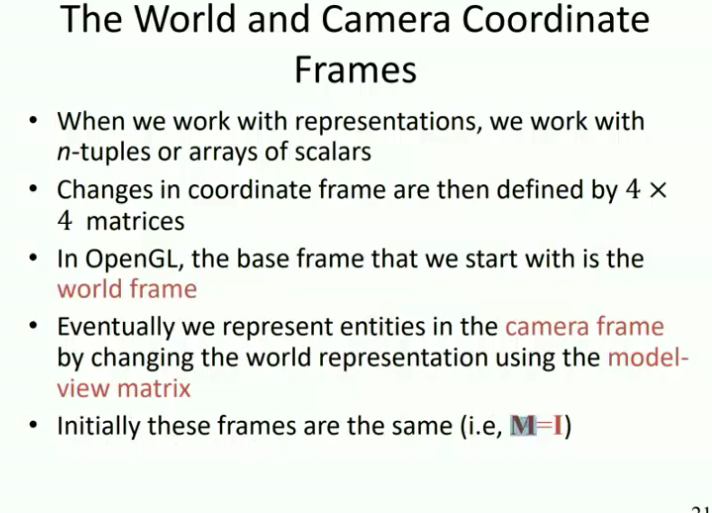 The World and Camera Coordinate
Frames
• When we work with representations, we work with
n-tuples or arrays of scalars
• Changes in coordinate frame are then defined by 4 ×
4 matrices
• In OpenGL, the base frame that we start with is the
world frame
• Eventually we represent entities in the camera frame
by changing the world representation using the model-
view matrix
• Initially these frames are the same (i.e, M=I)
21